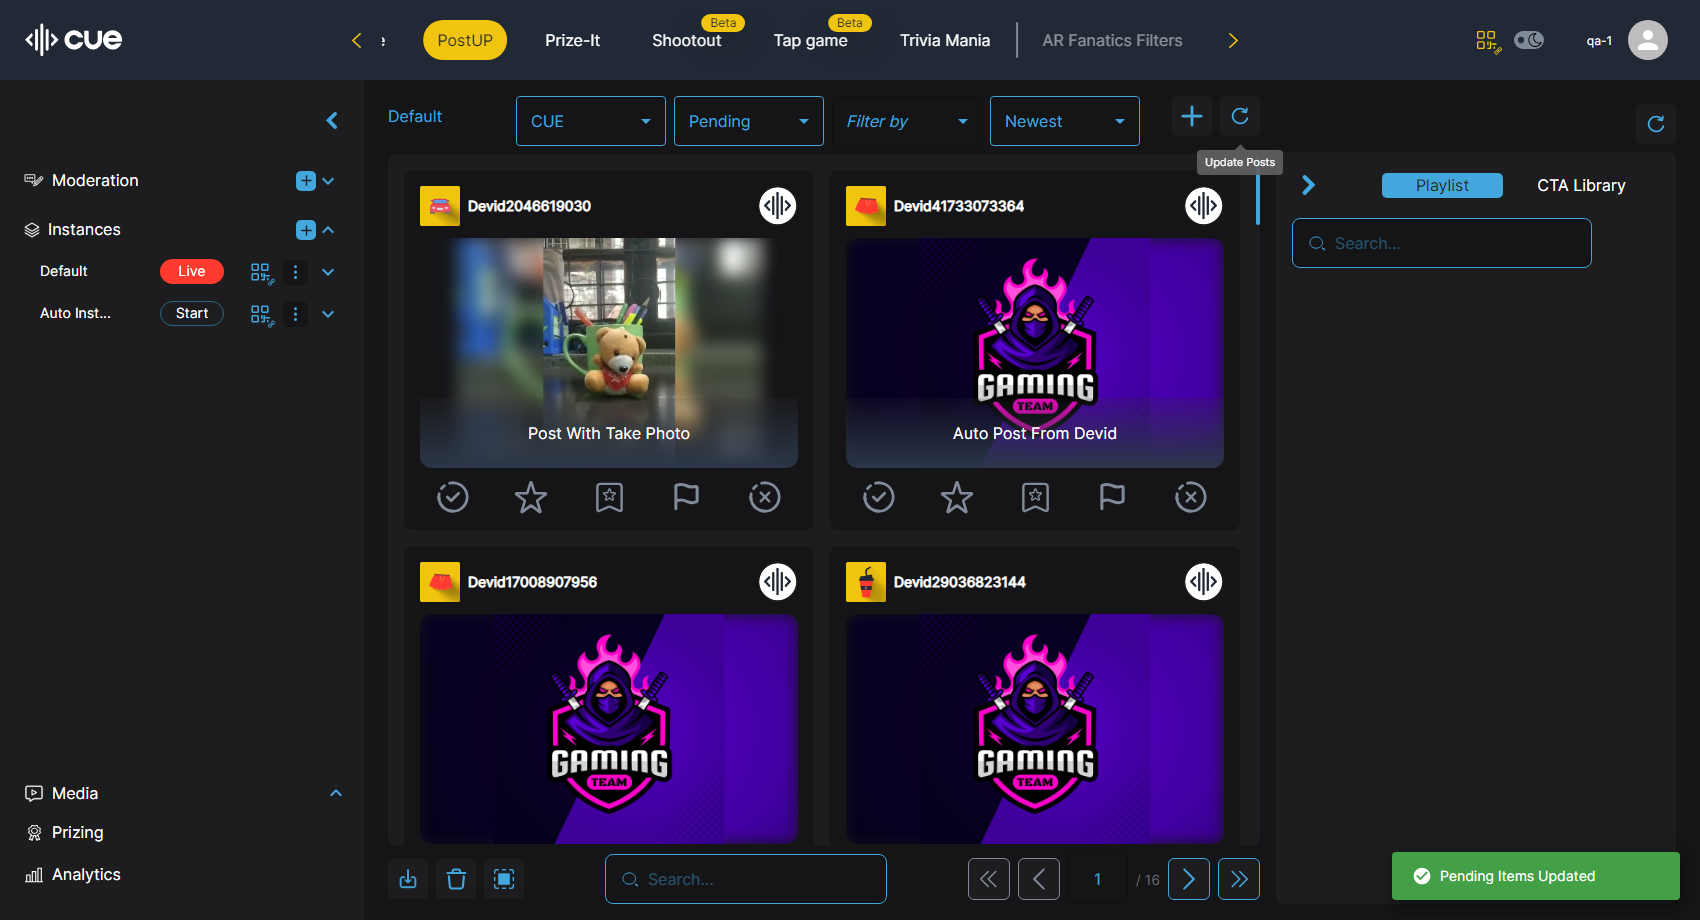 cue
e
PostUP
Prize-It
Beta
Shootout
Beta
Tap game
Trivia Mania
AR Fanatics Filters
qa-1
Moderation
Instances
Default
Live
Auto Inst...
Start
Media
Prizing
Analytics
Default
CUE
Pending
Filter by
Newest
Update Posts
Devid2046619030
Post With Take Photo
Devid41733073364
GAMING
TEAM
Auto Post From Devid
Devid17008907956
GAMING
TEAM
Devid29036823144
GAMING
TEAM
Search...
1
/ 16
Playlist
CTA Library
Search...
Pending Items Updated